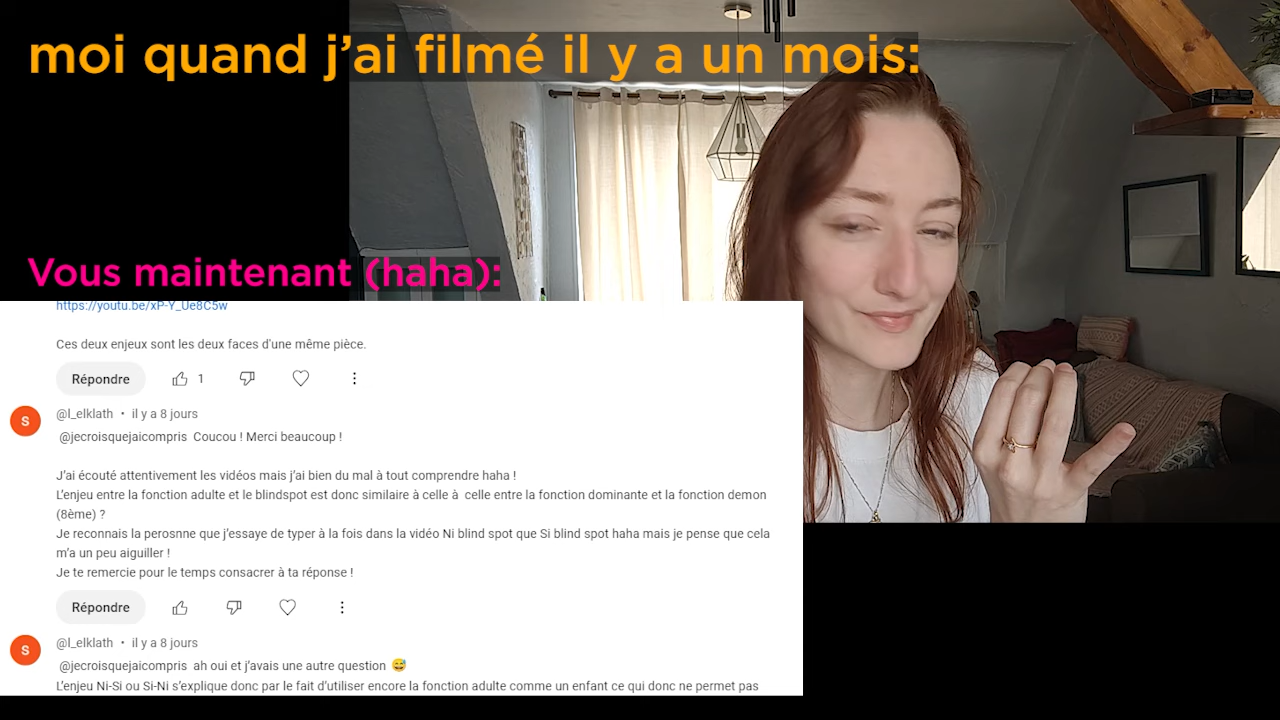 moi quand j’ai filmé il y a un mois:
Vous maintenant (haha):
https://youtu.be/xP-Y_Ue8C5w
Ces deux enjeux sont les deux faces d'une même pièce.
Répondre 1
S @l_elklath • il y a 8 jours
@jecroisquejaicompris Coucou ! Merci beaucoup !
J’ai écouté attentivement les vidéos mais j’ai bien du mal à tout comprendre haha !
L’enjeu entre la fonction adulte et le blindspot est donc similaire à celle à celle entre la fonction dominante et la fonction demon
(8ème) ?
Je reconnais la perosnne que j’essaye de typer à la fois dans la vidéo Ni blind spot que Si blind spot haha mais je pense que cela
m’a un peu aiguiller !
Je te remercie pour le temps consacrer à ta réponse !
Répondre
S @l_elklath • il y a 8 jours
@jecroisquejaicompris ah oui et j’avais une autre question 😅
L’enjeu Ni-Si ou Si-Ni s’explique donc par le fait d’utiliser encore la fonction adulte comme un enfant ce qui donc ne permet pas